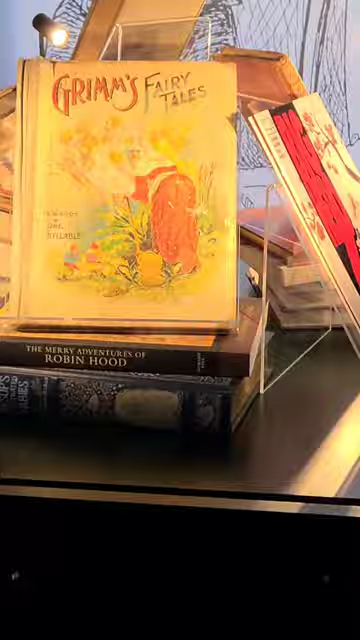 GRIMM'S FAIRY
TALES
IN WORDS
OF
ONE
SYLLABLE
THE MERRY ADVENTURES OF
ROBIN HOOD